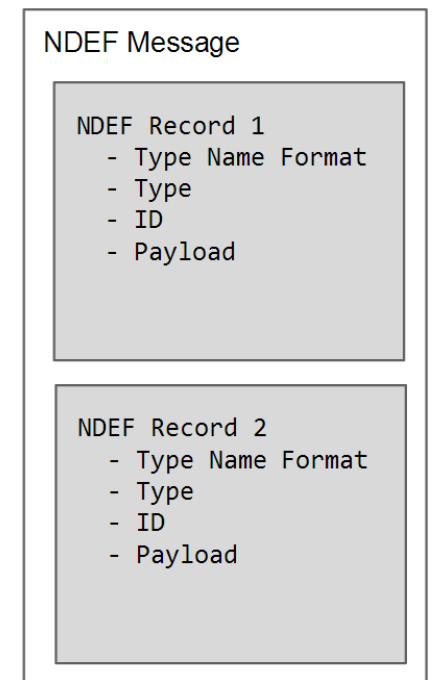 NDEF Message
NDEF Record 1
- Type Name Format
- Type
- ID
- Payload
NDEF Record 2
- Type Name Format
- Type
- ID
- Payload